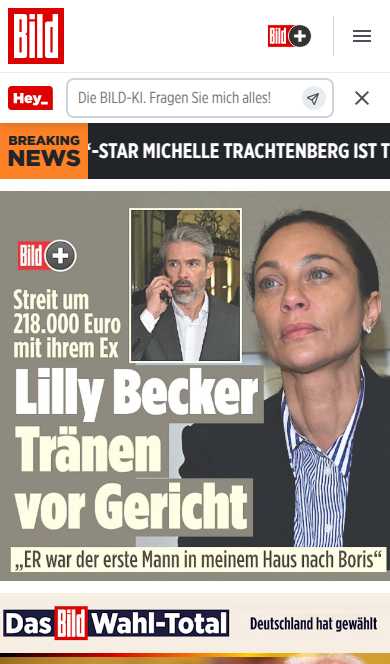 Bild
Bild
Hey_
Die BILD-KI. Fragen Sie mich alles!
BREAKING
NEWS
“-STAR MICHELLE TRACHTENBERG IST T
Bild
Streit um
218.000 Euro
mit ihrem Ex
Lilly Becker
Tränen
vor Gericht
„ER war der erste Mann in meinem Haus nach Boris“
Das Bild Wahl-Total
Deutschland hat gewählt